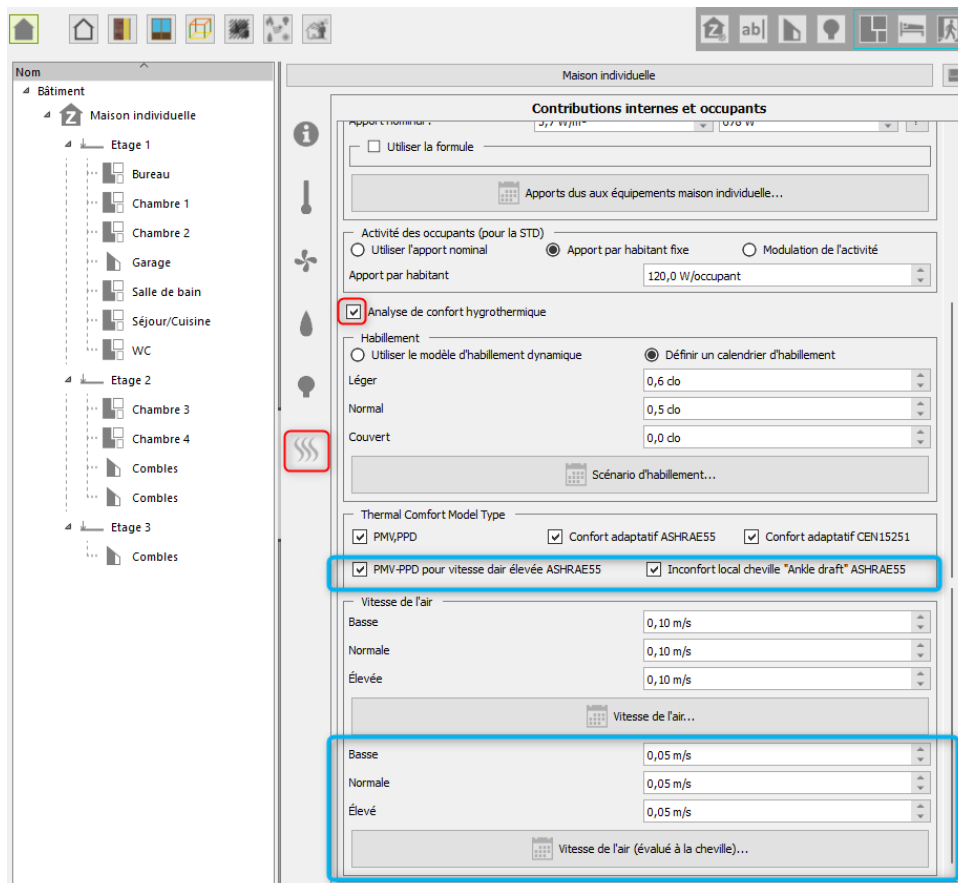 ab|
Nom
Bâtiment
Z Maison individuelle
Etage 1
Bureau
Chambre 1
Chambre 2
Garage
Salle de bain
Séjour/Cuisine
WC
Etage 2
Chambre 3
Chambre 4
Combles
Combles
Etage 3
Combles
Maison individuelle
Contributions internes et occupants
Apport nominal :
Utiliser la formule
Apports dus aux équipements maison individuelle...
Activité des occupants (pour la STD)
Utiliser l'apport nominal Apport par habitant fixe Modulation de l'activité
Apport par habitant 120,0 W/occupant
Analyse de confort hygrothermique
Habillement
Utiliser le modèle d'habillement dynamique Définir un calendrier d'habillement
Léger 0,6 clo
Normal 0,5 clo
Couvert 0,0 clo
Scénario d'habillement...
Thermal Comfort Model Type
PMV,PPD Confort adaptatif ASHRAE55 Confort adaptatif CEN15251
PMV-PPD pour vitesse dair élevée ASHRAE55 Inconfort local cheville "Ankle draft" ASHRAE55
Vitesse de l'air
Basse 0,10 m/s
Normale 0,10 m/s
Élevée 0,10 m/s
Vitesse de l'air...
Basse 0,05 m/s
Normale 0,05 m/s
Élevé 0,05 m/s
Vitesse de l'air (évalué à la cheville)...